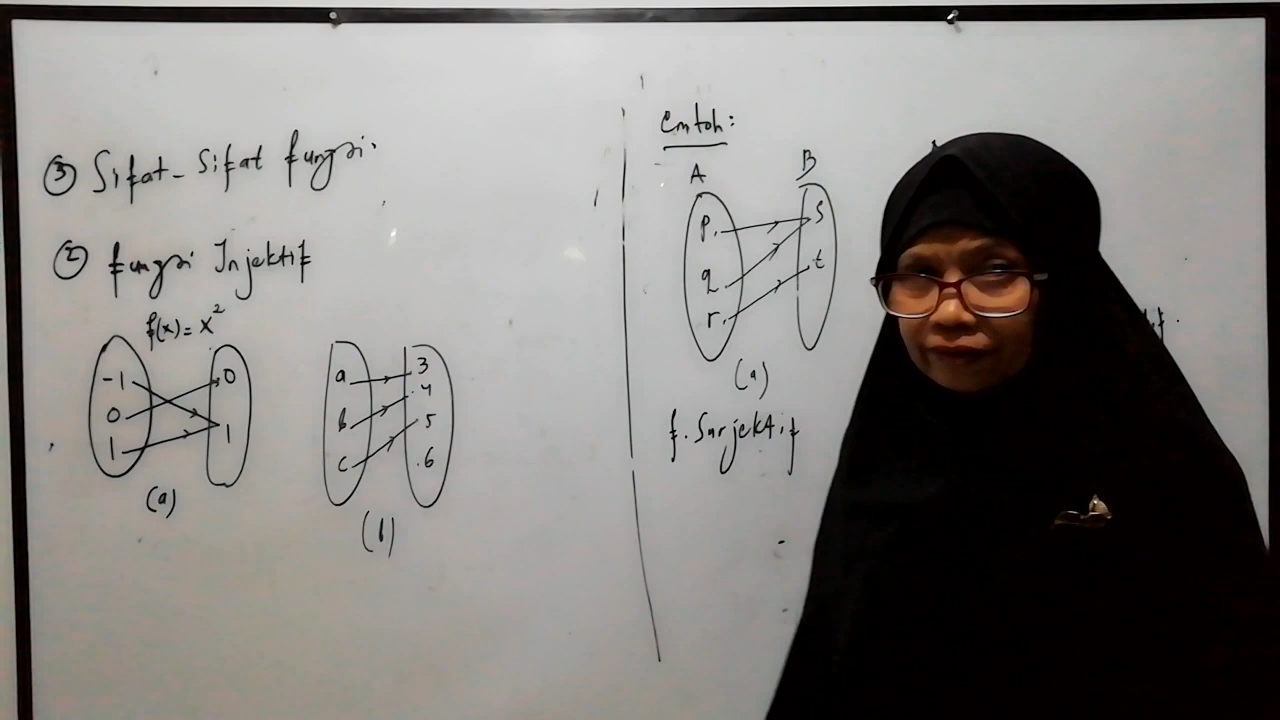 ③ Sifat-Sifat fungsi.
② fungsi Injektif
f(x) = x²
-1 0
0 1
1
(a)
a 3
b .4
c 5
.6
(b)
Contoh:
A B
p. s
q. t
r.
(a)
f. Surjektif